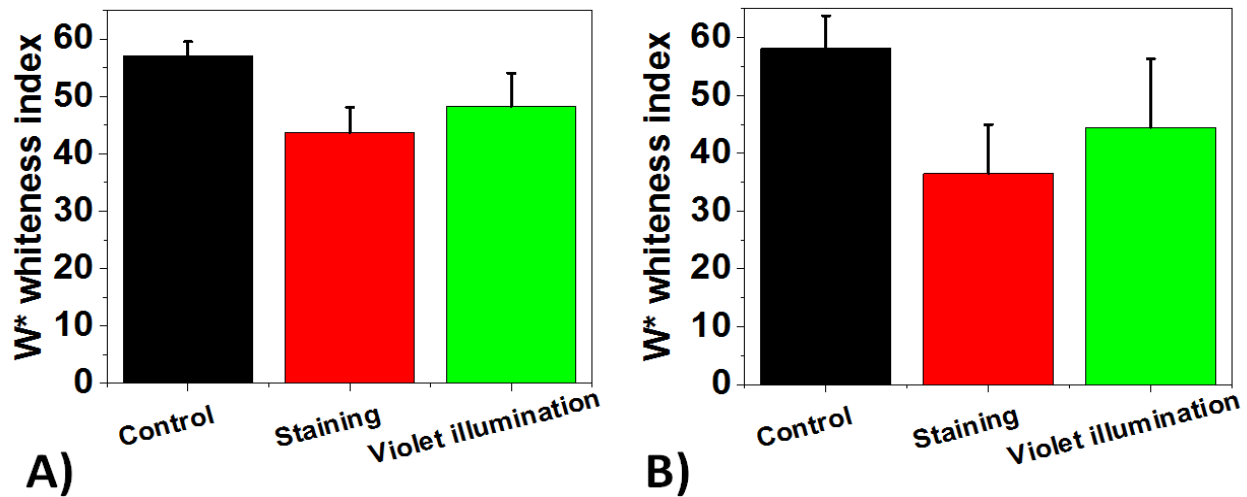 W* whiteness index
60
50
40
30
20
10
0
Control
Staining
Violet illumination
A)
W* whiteness index
60
50
40
30
20
10
0
Control
Staining
Violet illumination
B)